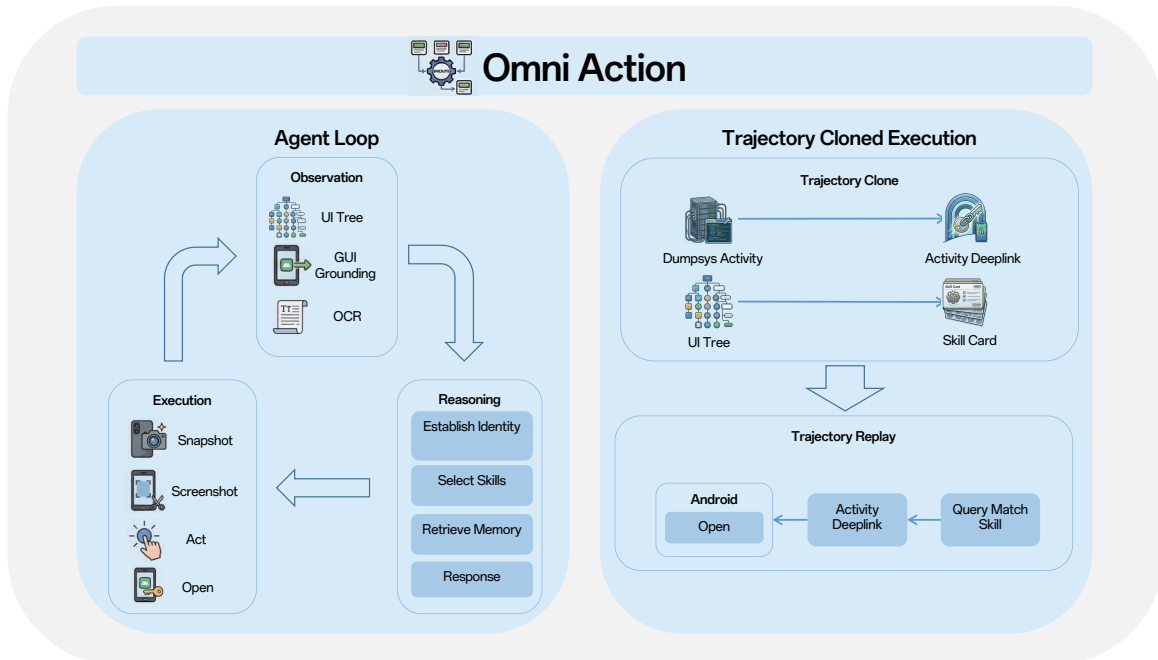 Omni Action
Agent Loop
Observation
UI Tree
GUI
Grounding
OCR
Execution
Snapshot
Screenshot
Act
Open
Reasoning
Establish Identity
Select Skills
Retrieve Memory
Response
Trajectory Cloned Execution
Trajectory Clone
Dumpsys Activity
Activity Deeplink
UI Tree
Skill Card
Skill Card
Trajectory Replay
Android
Open
Activity
Deeplink
Query Match
Skill